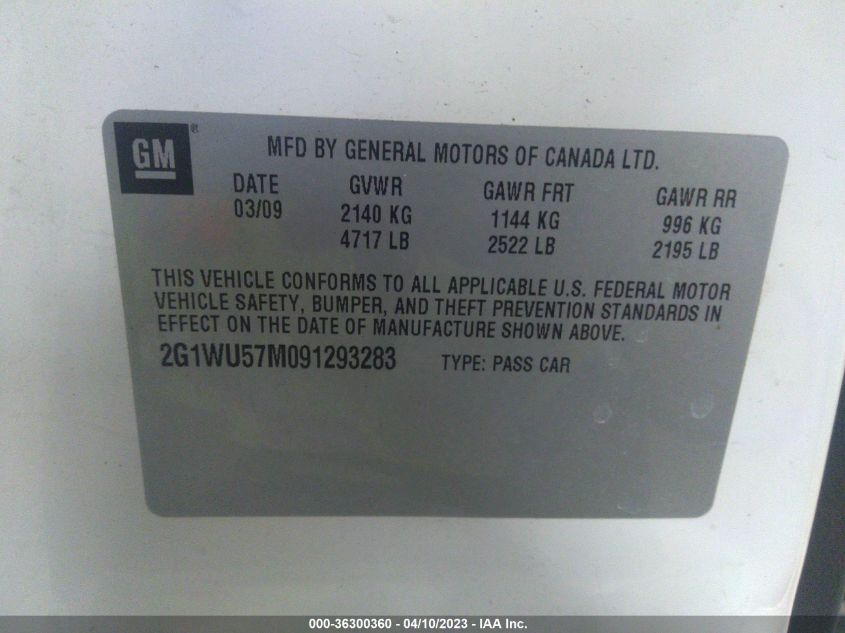 GM®
MFD BY GENERAL MOTORS OF CANADA LTD.
DATE GVWR GAWR FRT GAWR RR
03/09 2140 KG 1144 KG 996 KG
4717 LB 2522 LB 2195 LB
THIS VEHICLE CONFORMS TO ALL APPLICABLE U.S. FEDERAL MOTOR
VEHICLE SAFETY, BUMPER, AND THEFT PREVENTION STANDARDS IN
EFFECT ON THE DATE OF MANUFACTURE SHOWN ABOVE.
2G1WU57M091293283 TYPE: PASS CAR
000-36300360 - 04/10/2023 - IAA Inc.